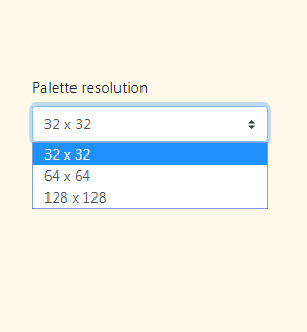 Palette resolution
32 x 32
32 x 32
64 x 64
128 x 128